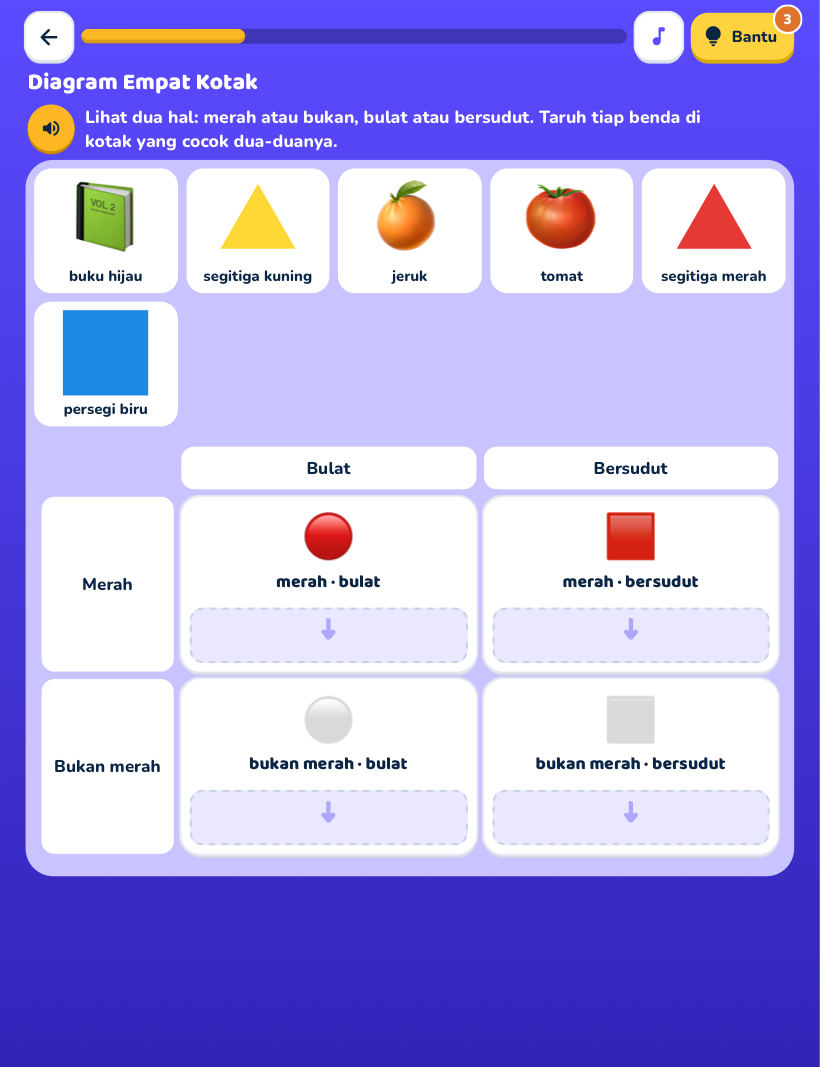 3
Bantu
Diagram Empat Kotak
Lihat dua hal: merah atau bukan, bulat atau bersudut. Taruh tiap benda di
kotak yang cocok dua-duanya.
VOL. 2
buku hijau
segitiga kuning
jeruk
tomat
segitiga merah
persegi biru
Bulat
Bersudut
Merah
merah · bulat
merah · bersudut
Bukan merah
bukan merah · bulat
bukan merah · bersudut